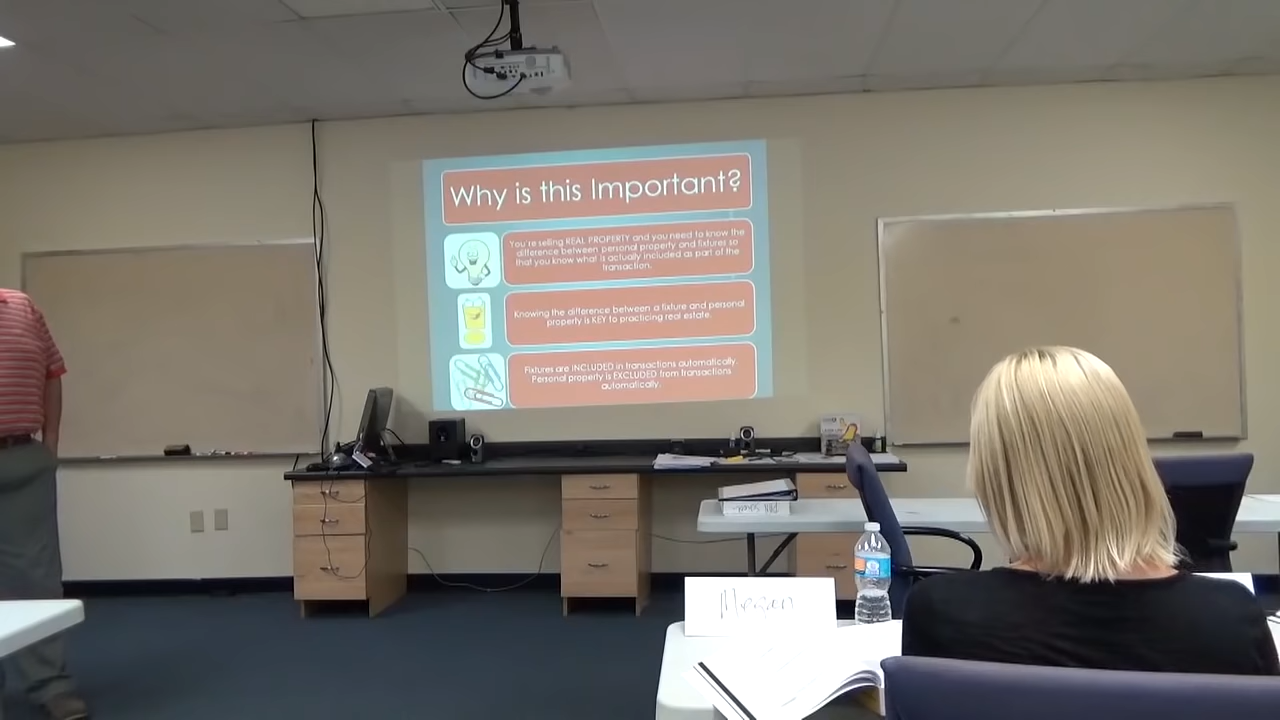 Why is this Important?
You're selling REAL PROPERTY and you need to know the
difference between personal property and fixtures so
that you know what is actually included as part of the
transaction.
Knowing the difference between a fixture and personal
property is KEY to practicing real estate.
Fixtures are INCLUDED in transactions automatically.
Personal property is EXCLUDED from transactions
automatically.